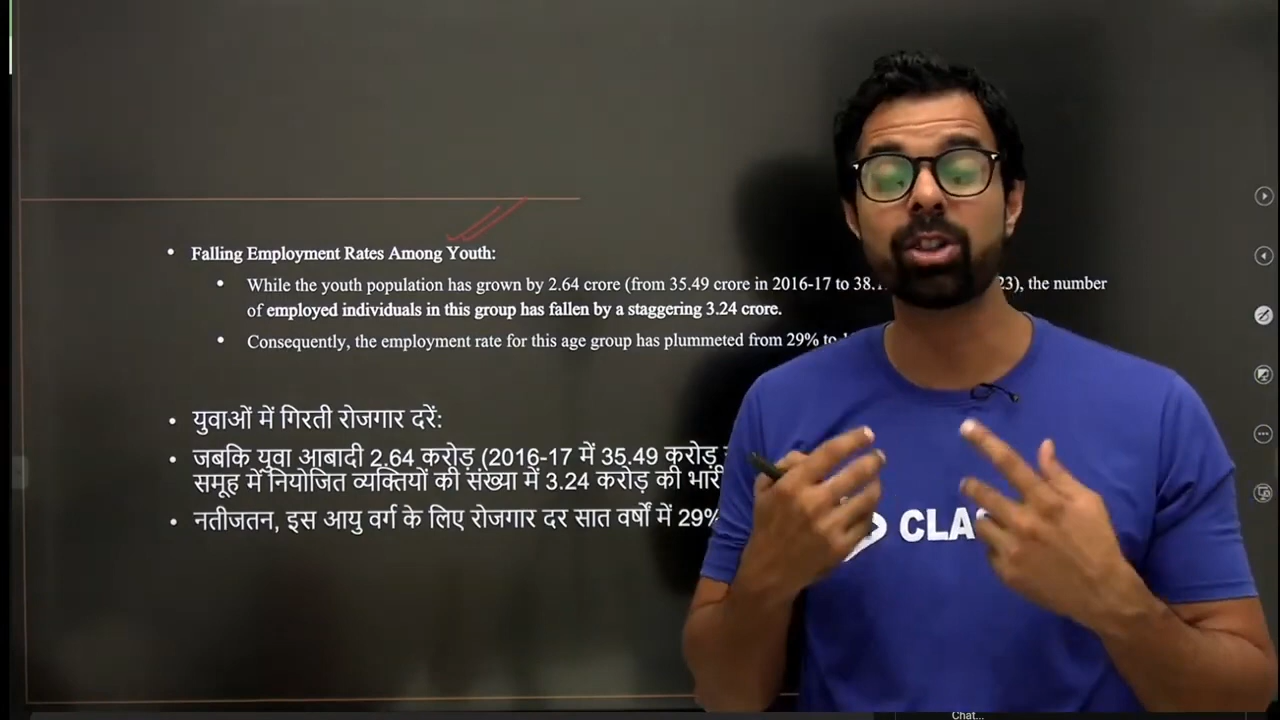 Falling Employment Rates Among Youth:
While the youth population has grown by 2.64 crore (from 35.49 crore in 2016-17 to 38. 23), the number
of employed individuals in this group has fallen by a staggering 3.24 crore.
Consequently, the employment rate for this age group has plummeted from 29% to
युवाओं में गिरती रोजगार दरें:
जबकि युवा आबादी 2.64 करोड़ (2016-17 में 35.49 करोड़
समूह में नियोजित व्यक्तियों की संख्या में 3.24 करोड़ की भारी
नतीजतन, इस आयु वर्ग के लिए रोजगार दर सात वर्षों में 29%
CLAS
Chat...